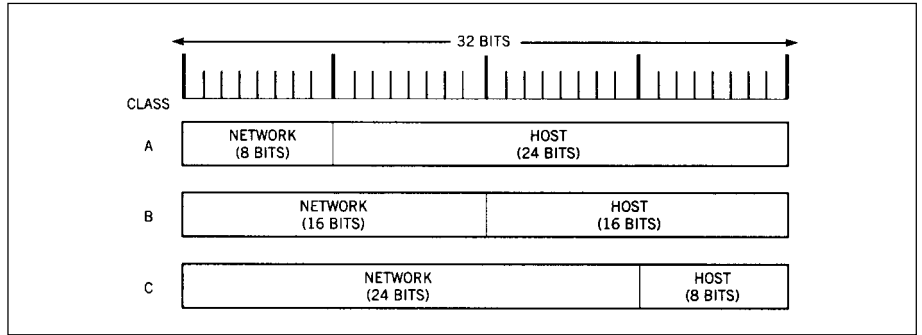 32 BITS
CLASS
A
NETWORK
(8 BITS)
HOST
(24 BITS)
B
NETWORK
(16 BITS)
HOST
(16 BITS)
C
NETWORK
(24 BITS)
HOST
(8 BITS)